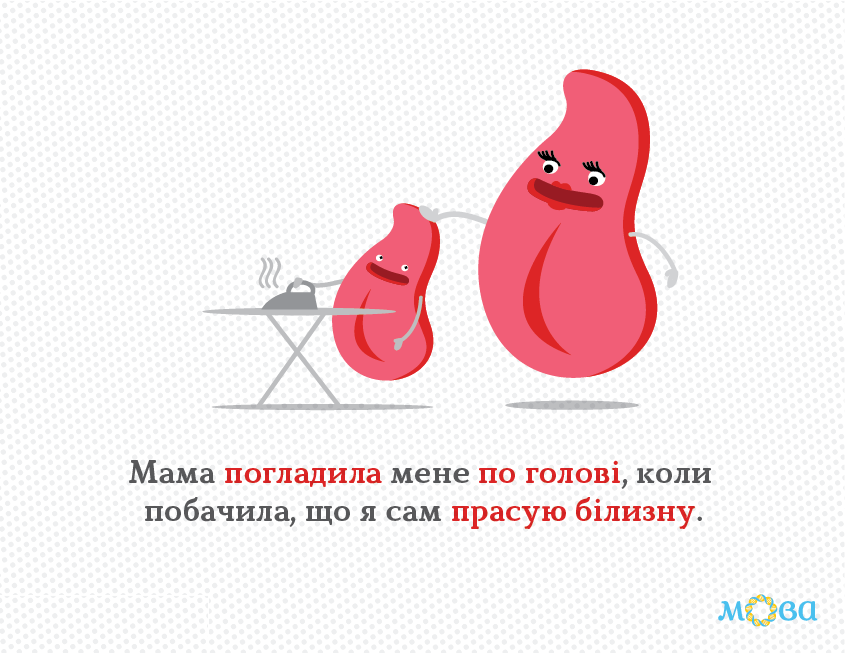 Мама погладила мене по голові, коли
побачила, що я сам прасую білизну.
мова